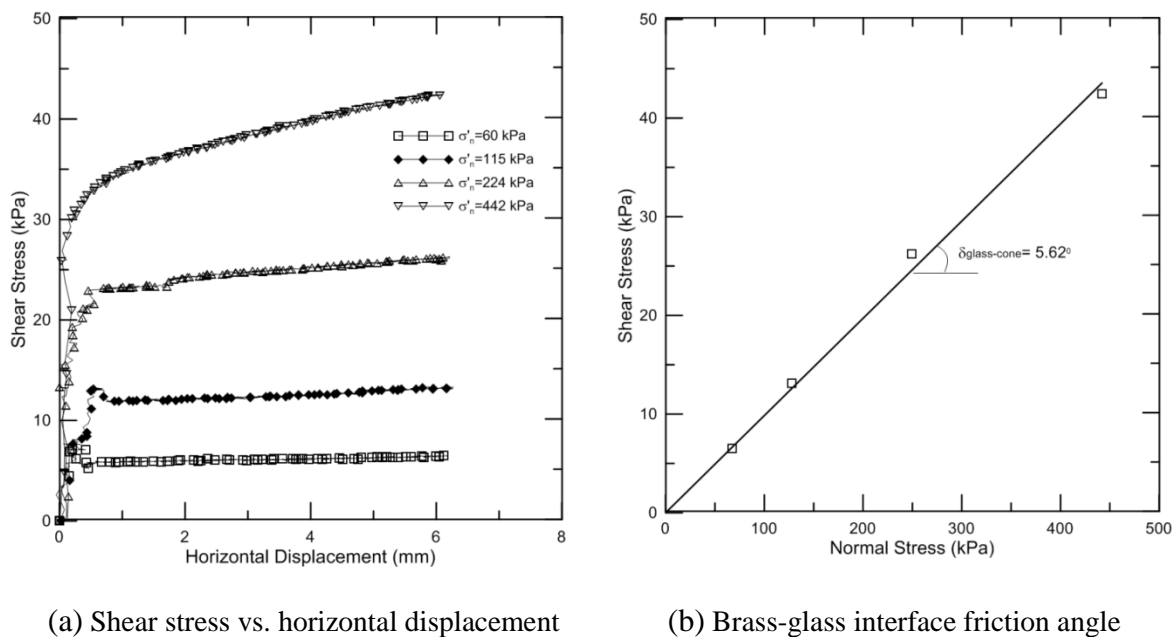 50
40
30
20
10
0
Shear Stress (kPa)
σ'n=60 kPa
σ'n=115 kPa
σ'n=224 kPa
σ'n=442 kPa
0 2 4 6 8
Horizontal Displacement (mm)
50
40
30
20
10
0
Shear Stress (kPa)
δglass-cone= 5.62⁰
0 100 200 300 400 500
Normal Stress (kPa)
(a) Shear stress vs. horizontal displacement
(b) Brass-glass interface friction angle